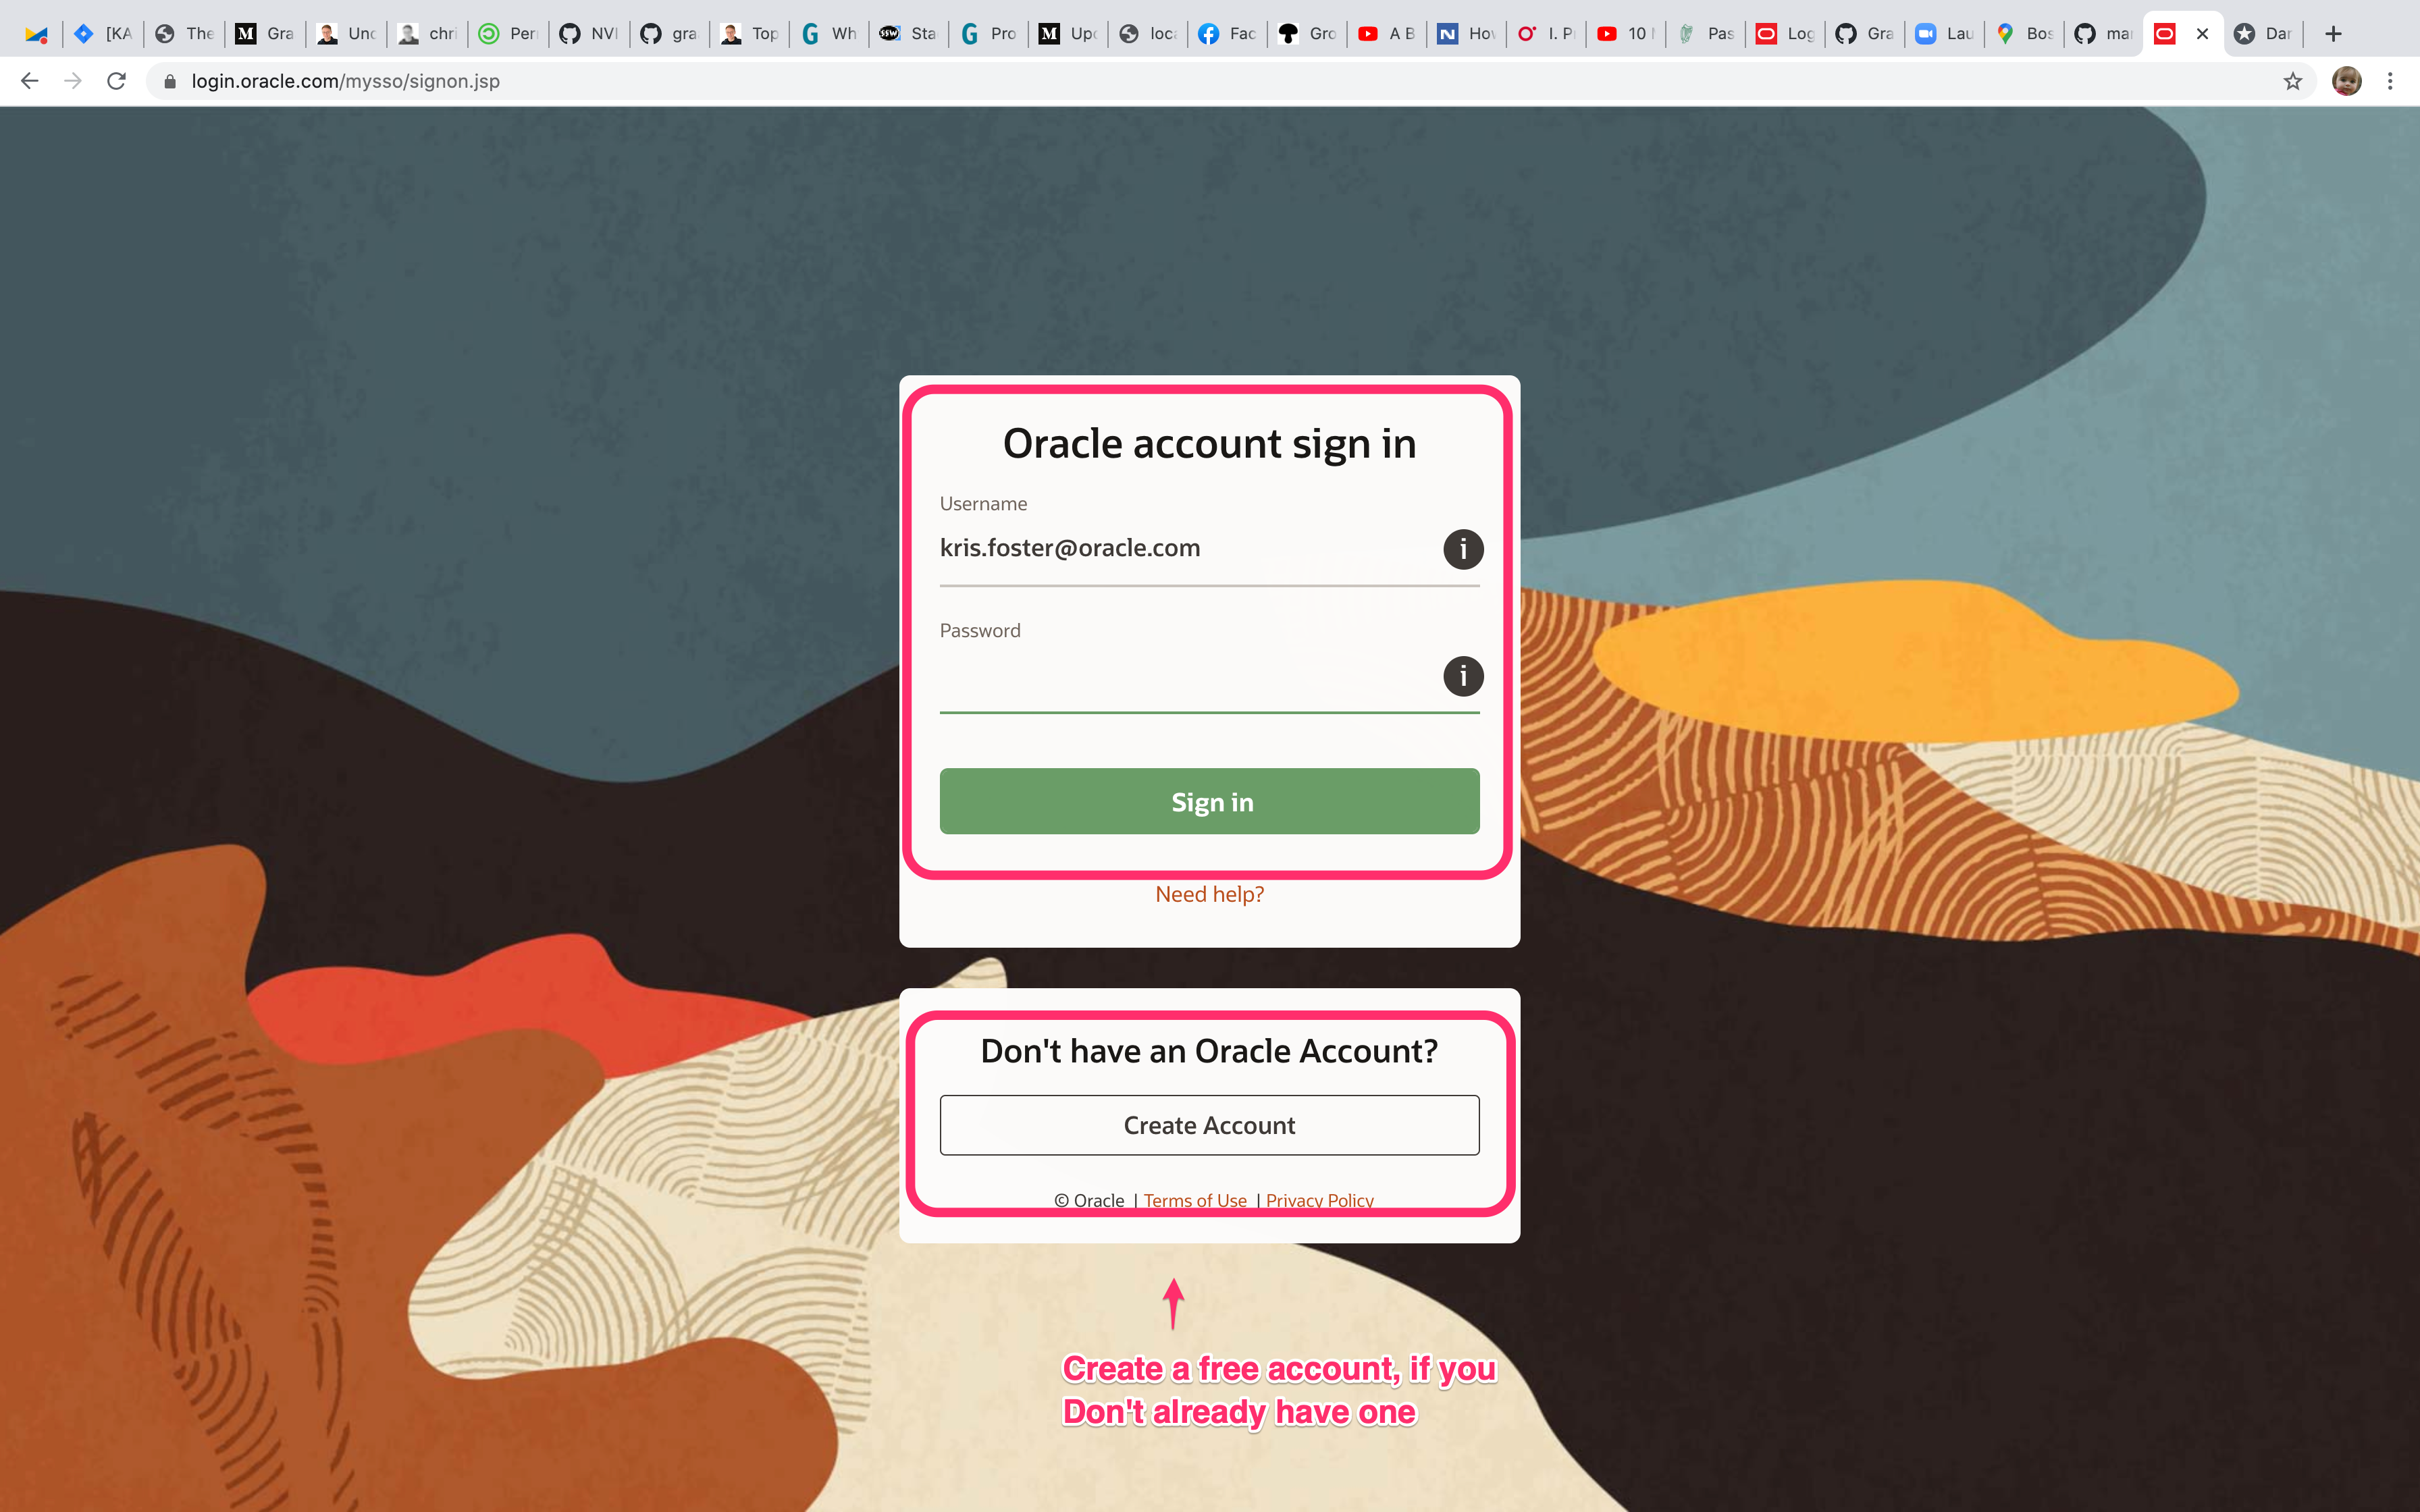 [KA
The
Gra
Unc
chri
Per
NVI
gra
Top
Wh
Sta
Pro
Upc
loca
Fac
Gro
A B
Hov
I. P
10
Pas
Log
Gra
Lau
Bos
mar
Dar
login.oracle.com/mysso/signon.jsp
Oracle account sign in
Username
kris.foster@oracle.com
Password
Sign in
Need help?
Don't have an Oracle Account?
Create Account
© Oracle | Terms of Use | Privacy Policy
Create a free account, if you
Don't already have one